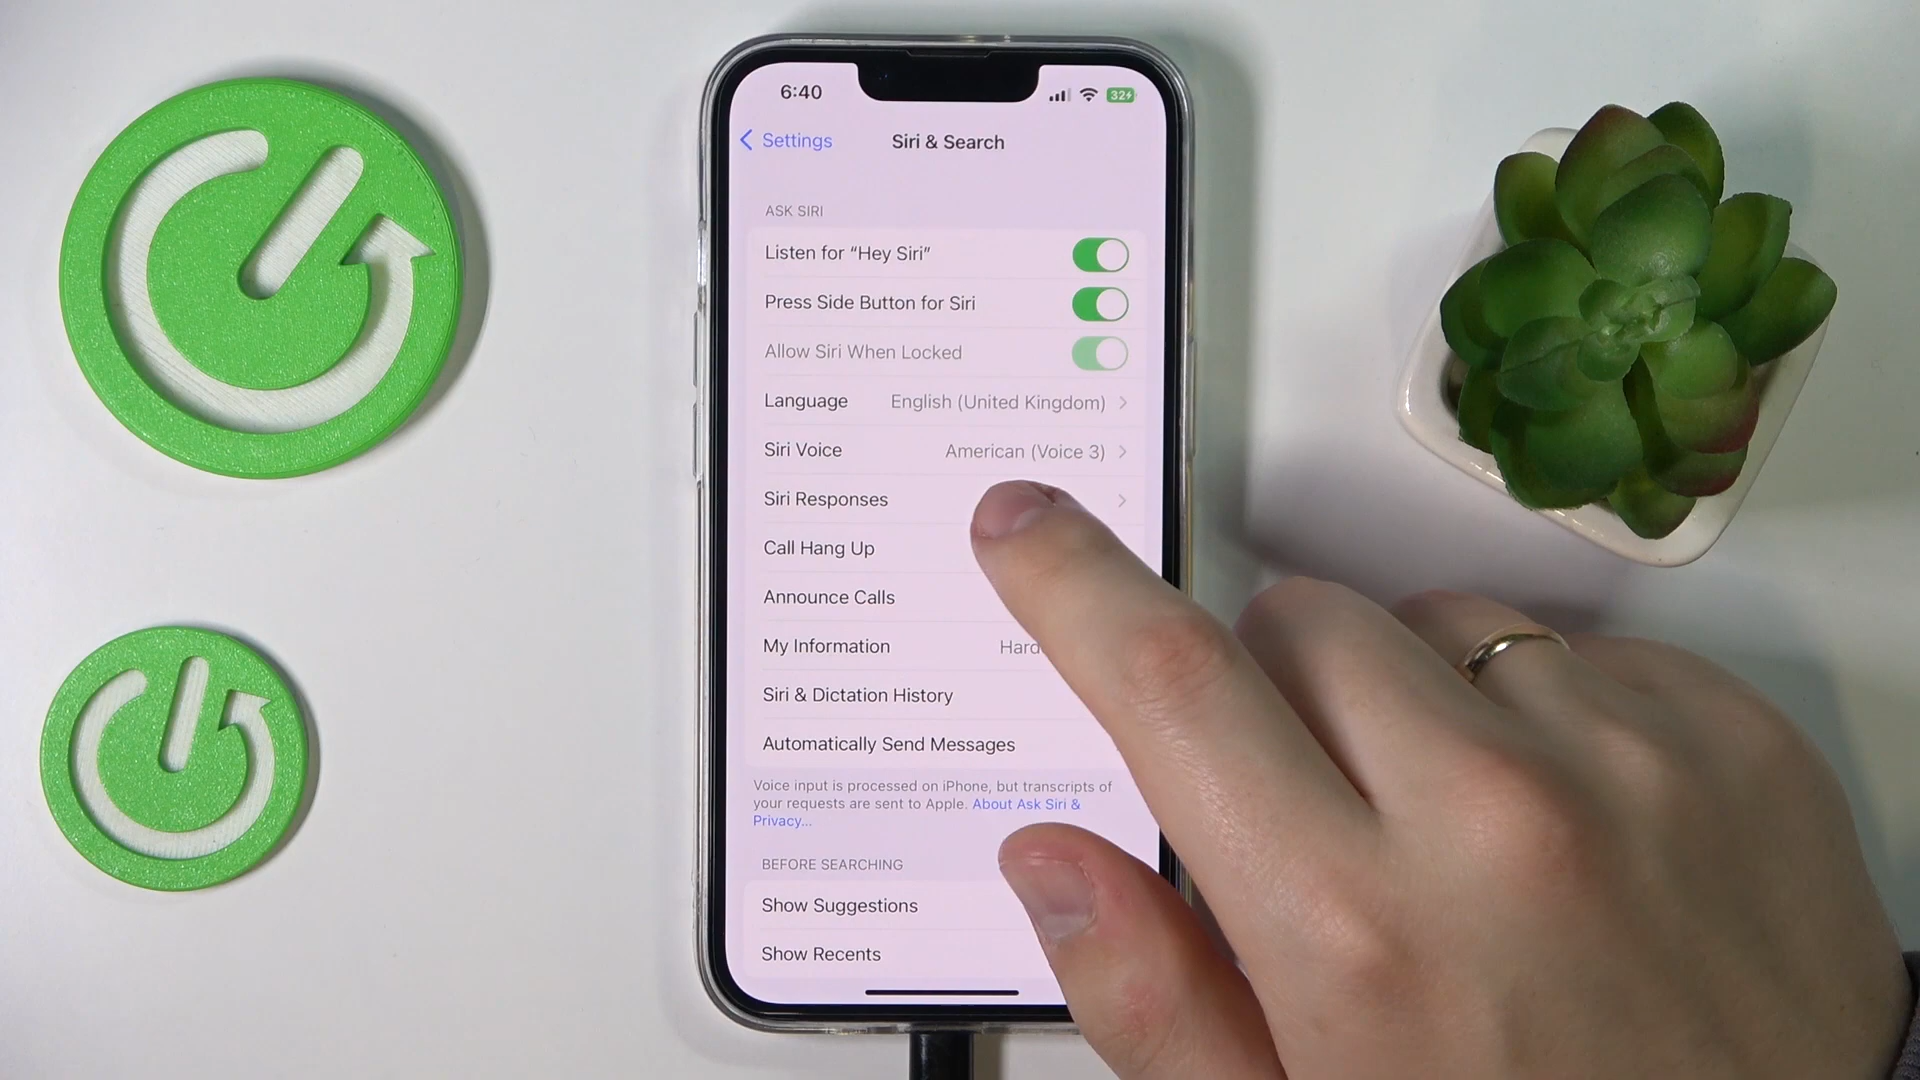 6:40
32
Settings
Siri & Search
ASK SIRI
Listen for “Hey Siri”
Press Side Button for Siri
Allow Siri When Locked
Language English (United Kingdom)
Siri Voice American (Voice 3)
Siri Responses
Call Hang Up
Announce Calls
My Information
Siri & Dictation History
Automatically Send Messages
Voice input is processed on iPhone, but transcripts of
your requests are sent to Apple. About Ask Siri &
Privacy...
BEFORE SEARCHING
Show Suggestions
Show Recents